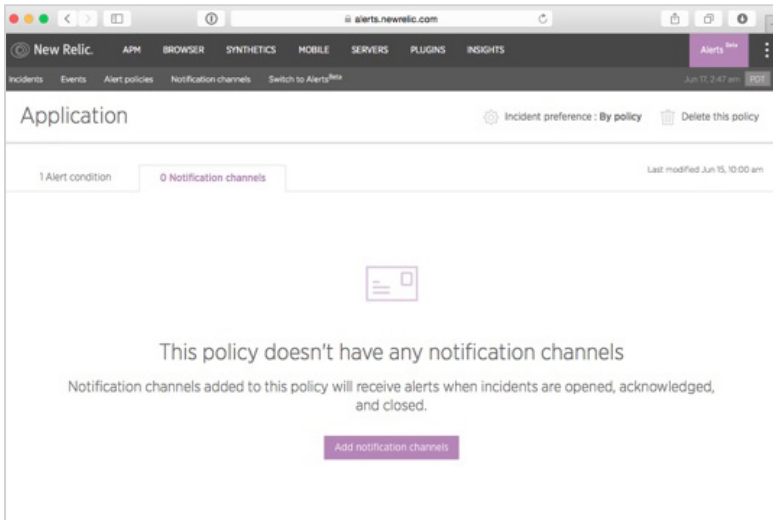 alerts.newrelic.com
New Relic. APM BROWSER SYNTHETICS MOBILE SERVERS PLUGINS INSIGHTS Alerts Beta
Incidents Events Alert policies Notification channels Switch to Alerts Beta Jun 17, 2:47 am PDT
Application Incident preference : By policy Delete this policy
1 Alert condition 0 Notification channels Last modified Jun 15, 10:00 am
This policy doesn't have any notification channels
Notification channels added to this policy will receive alerts when incidents are opened, acknowledged,
and closed.
Add notification channels